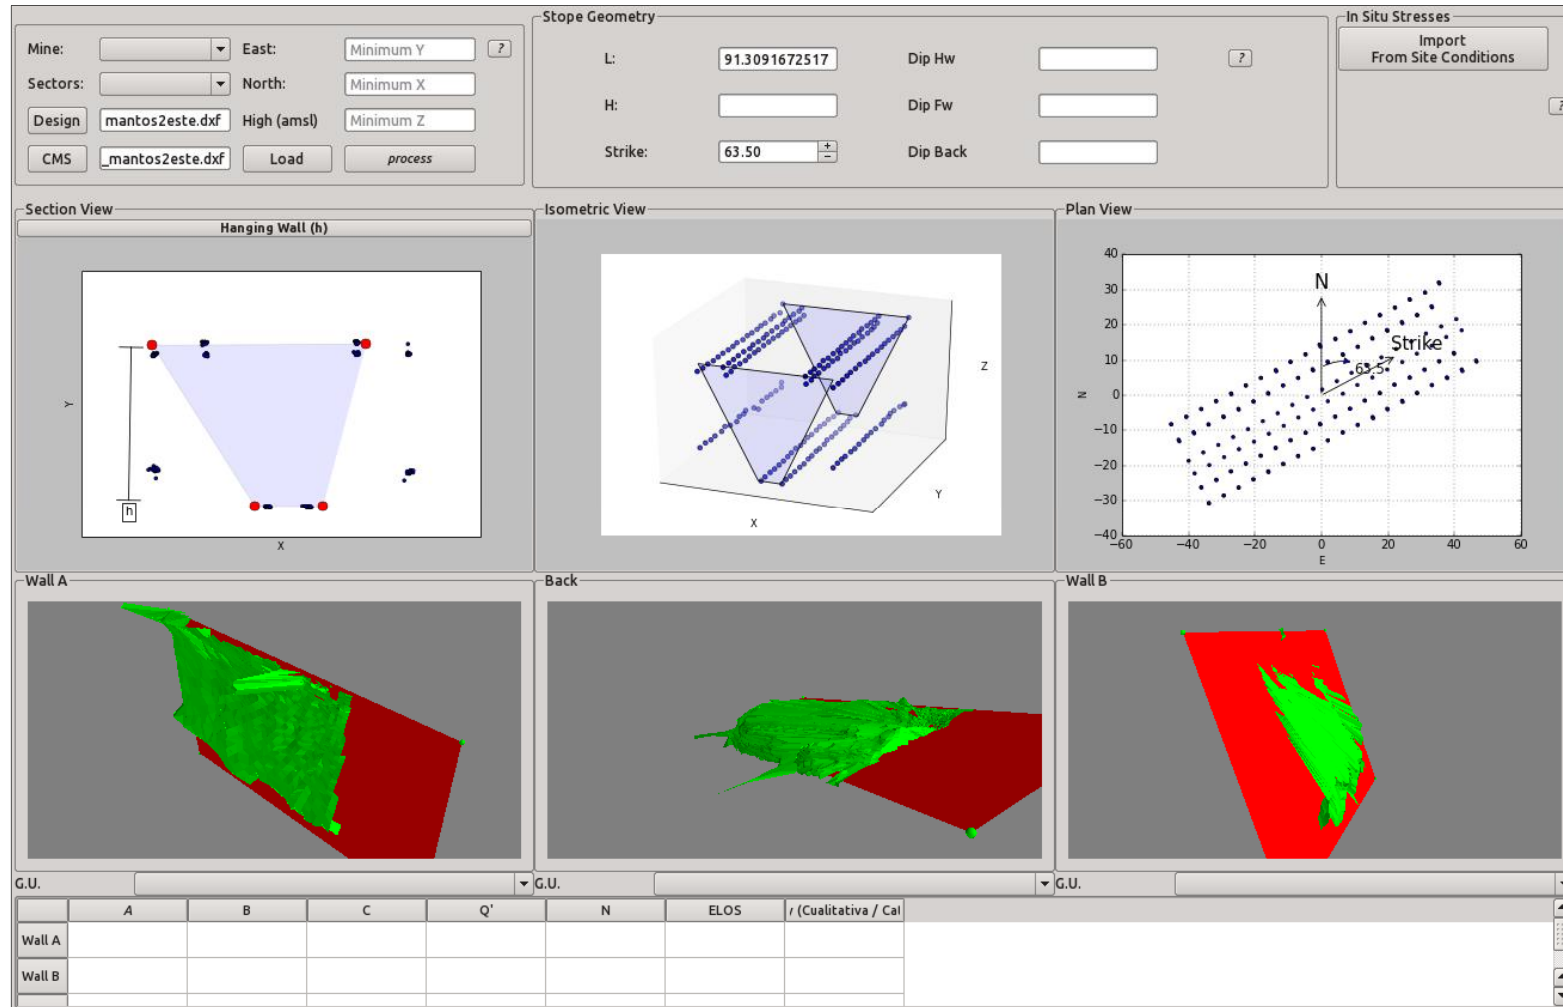 Stope Geometry
In Situ Stresses
Mine:
East:
Minimum Y
?
L:
91.3091672517
Dip Hw
?
Import
From Site Conditions
Sectors:
North:
Minimum X
H:
Dip Fw
?
Design
mantos2este.dxf
High (amsl)
Minimum Z
CMS
_mantos2este.dxf
Load
process
Strike:
63.50
+
−
Dip Back
Section View
Isometric View
Plan View
Hanging Wall (h)
Y
h
X
Z
Y
X
40
30
20
10
0
−10
−20
−30
−40
N
N
Strike
63.5
−60
−40
−20
0
20
40
60
E
Wall A
Back
Wall B
G.U.
G.U.
G.U.
A
B
C
Q'
N
ELOS
(Cualitativa / Cal
Wall A
Wall B